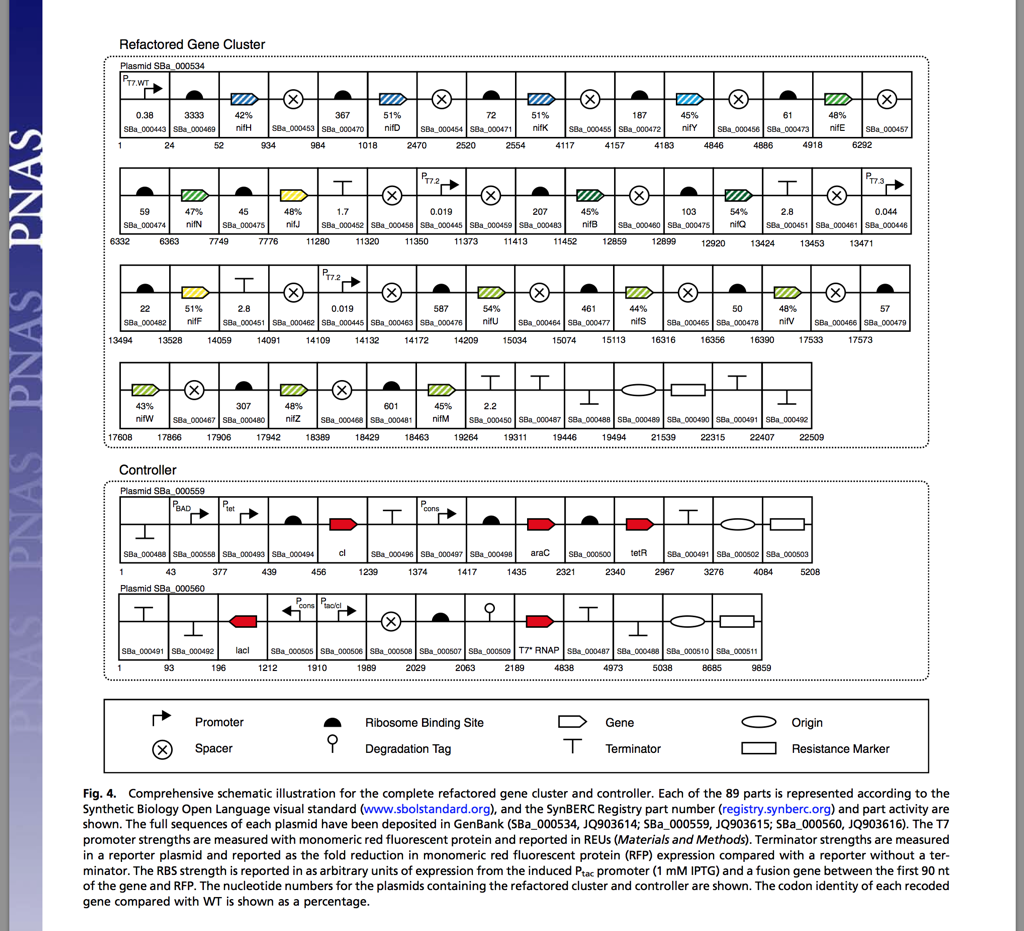 PNAS PNAS PNAS PNAS PNAS
Refactored Gene Cluster
Plasmid SBa_000534
PT7.WT
0.38 3333 42% 367 51% 72 51% 187 45% 61 48%
SBa_000443 SBa_000469 nifH SBa_000453 SBa_000470 nifD SBa_000454 SBa_000471 nifK SBa_000455 SBa_000472 nifY SBa_000456 SBa_000473 nifE SBa_000457
1 24 52 934 984 1018 2470 2520 2554 4117 4157 4183 4846 4886 4918 6292
PT7.2 PT7.3
59 47% 45 48% 1.7 0.019 207 45% 103 54% 2.8 0.044
SBa_000474 nifN SBa_000475 nifJ SBa_000452 SBa_000458 SBa_000445 SBa_000459 SBa_000483 nifB SBa_000460 SBa_000475 nifQ SBa_000451 SBa_000461 SBa_000446
6332 6363 7749 7776 11280 11320 11350 11373 11413 11452 12859 12899 12920 13424 13453 13471
PT7.2
22 51% 2.8 0.019 587 54% 461 44% 50 48% 57
SBa_000482 nifF SBa_000451 SBa_000462 SBa_000445 SBa_000463 SBa_000476 nifU SBa_000464 SBa_000477 nifS SBa_000465 SBa_000478 nifV SBa_000466 SBa_000479
13494 13528 14059 14091 14109 14132 14172 14209 15034 15074 15113 16316 16356 16390 17533 17573
43% 307 48% 601 45% 2.2
nifW SBa_000467 SBa_000480 nifZ SBa_000468 SBa_000481 nifM SBa_000450 SBa_000487 SBa_000488 SBa_000489 SBa_000490 SBa_000491 SBa_000492
17608 17866 17906 17942 18389 18429 18463 19264 19311 19446 19494 21539 22315 22407 22509
Controller
Plasmid SBa_000559
PBAD Ptet Pcons
SBa_000488 SBa_000558 SBa_000493 SBa_000494 cI SBa_000496 SBa_000497 SBa_000498 araC SBa_000500 tetR SBa_000491 SBa_000502 SBa_000503
1 43 377 439 456 1239 1374 1417 1435 2321 2340 2967 3276 4084 5208
Plasmid SBa_000560
Pcons Ptac/cI
SBa_000491 SBa_000492 lacI SBa_000505 SBa_000506 SBa_000508 SBa_000507 SBa_000509 T7* RNAP SBa_000487 SBa_000488 SBa_000510 SBa_000511
1 93 196 1212 1910 1989 2029 2063 2189 4838 4973 5038 8685 9859
Promoter Ribosome Binding Site Gene Origin
Spacer Degradation Tag Terminator Resistance Marker
Fig. 4. Comprehensive schematic illustration for the complete refactored gene cluster and controller. Each of the 89 parts is represented according to the
Synthetic Biology Open Language visual standard (www.sbolstandard.org), and the SynBERC Registry part number (registry.synberc.org) and part activity are
shown. The full sequences of each plasmid have been deposited in GenBank (SBa_000534, JQ903614; SBa_000559, JQ903615; SBa_000560, JQ903616). The T7
promoter strengths are measured with monomeric red fluorescent protein and reported in REUs (Materials and Methods). Terminator strengths are measured
in a reporter plasmid and reported as the fold reduction in monomeric red fluorescent protein (RFP) expression compared with a reporter without a ter-
minator. The RBS strength is reported in as arbitrary units of expression from the induced Ptac promoter (1 mM IPTG) and a fusion gene between the first 90 nt
of the gene and RFP. The nucleotide numbers for the plasmids containing the refactored cluster and controller are shown. The codon identity of each recoded
gene compared with WT is shown as a percentage.